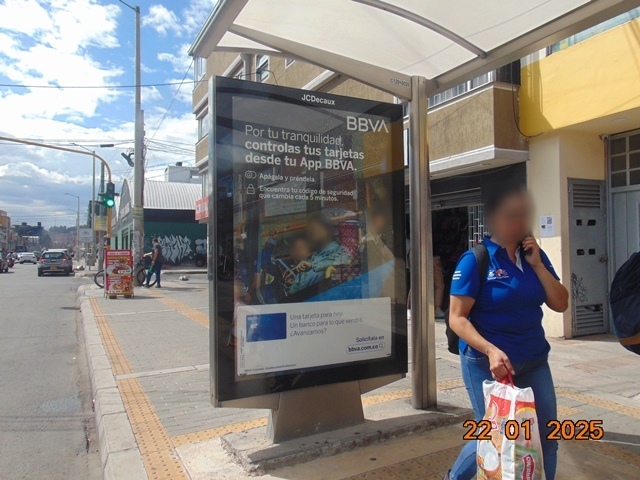 JCDecaux
BBVA
Por tu tranquilidad,
controlas tus tarjetas
desde tu App BBVA.
Apágala y préndela.
Encuentra tu código de seguridad
que cambia cada 5 minutos.
Una tarjeta para hoy
Un banco para lo que vendrá
¿Avanzamos?
Solicítala en
bbva.com.co
22 01 2025